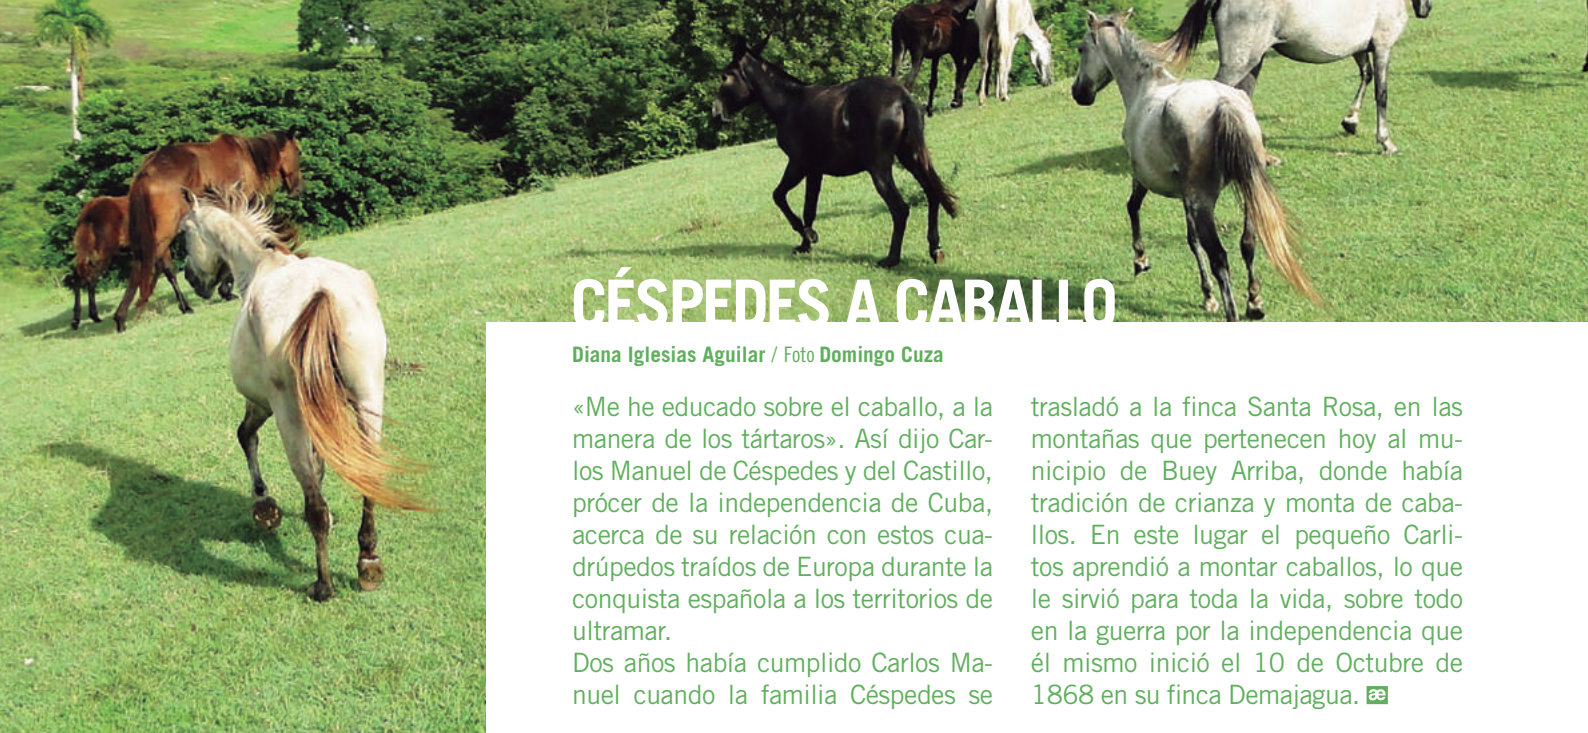 CÉSPEDES A CABALLO
Diana Iglesias Aguilar / Foto Domingo Cuza
«Me he educado sobre el caballo, a la
manera de los tártaros». Así dijo Car-
los Manuel de Céspedes y del Castillo,
prócer de la independencia de Cuba,
acerca de su relación con estos cua-
drúpedos traídos de Europa durante la
conquista española a los territorios de
ultramar.
Dos años había cumplido Carlos Ma-
nuel cuando la familia Céspedes se
trasladó a la finca Santa Rosa, en las
montañas que pertenecen hoy al mu-
nicipio de Buey Arriba, donde había
tradición de crianza y monta de caba-
llos. En este lugar el pequeño Carli-
tos aprendió a montar caballos, lo que
le sirvió para toda la vida, sobre todo
en la guerra por la independencia que
él mismo inició el 10 de Octubre de
1868 en su finca Demajagua. æ